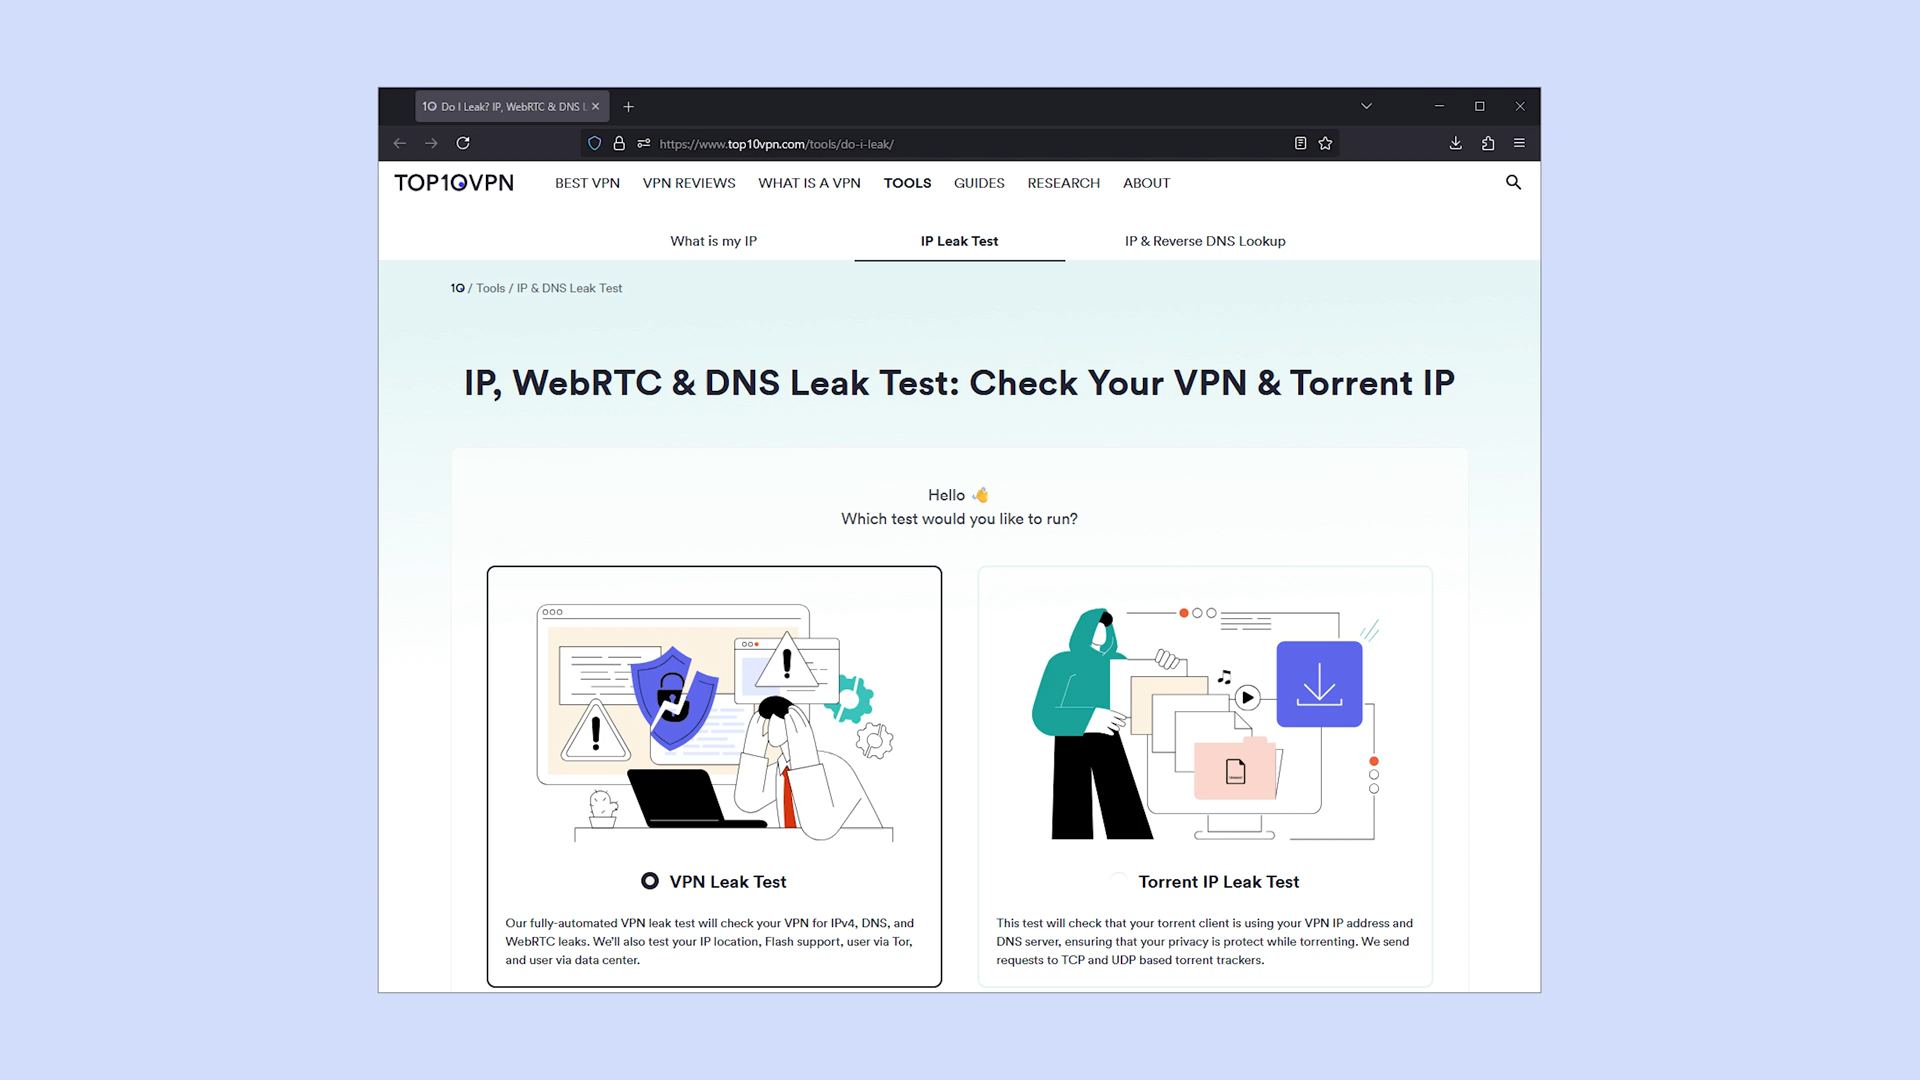 10 Do I Leak? IP, WebRTC & DNS L
https://www.top10vpn.com/tools/do-i-leak/
TOP10VPN
BEST VPN
VPN REVIEWS
WHAT IS A VPN
TOOLS
GUIDES
RESEARCH
ABOUT
What is my IP
IP Leak Test
IP & Reverse DNS Lookup
10 / Tools / IP & DNS Leak Test
IP, WebRTC & DNS Leak Test: Check Your VPN & Torrent IP
Hello 👋
Which test would you like to run?
VPN Leak Test
Our fully-automated VPN leak test will check your VPN for IPv4, DNS, and
WebRTC leaks. We'll also test your IP location, Flash support, user via Tor,
and user via data center.
Torrent IP Leak Test
This test will check that your torrent client is using your VPN IP address and
DNS server, ensuring that your privacy is protect while torrenting. We send
requests to TCP and UDP based torrent trackers.